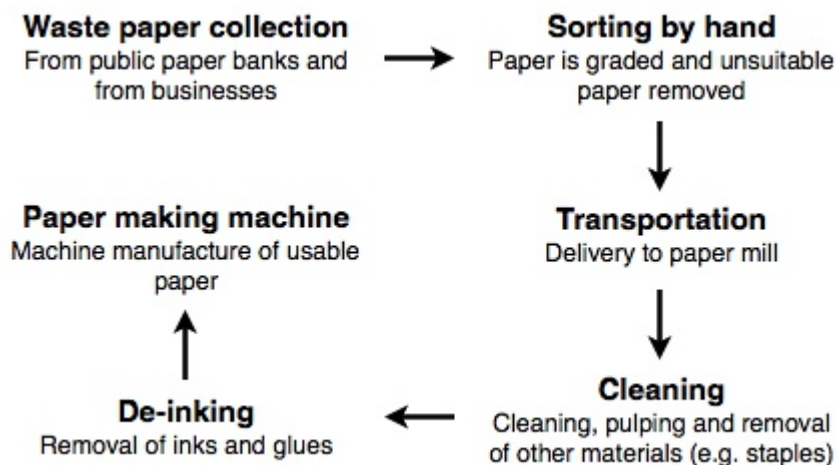 Waste paper collection
From public paper banks and
from businesses
Sorting by hand
Paper is graded and unsuitable
paper removed
Transportation
Delivery to paper mill
Cleaning
Cleaning, pulping and removal
of other materials (e.g. staples)
De-inking
Removal of inks and glues
Paper making machine
Machine manufacture of usable
paper